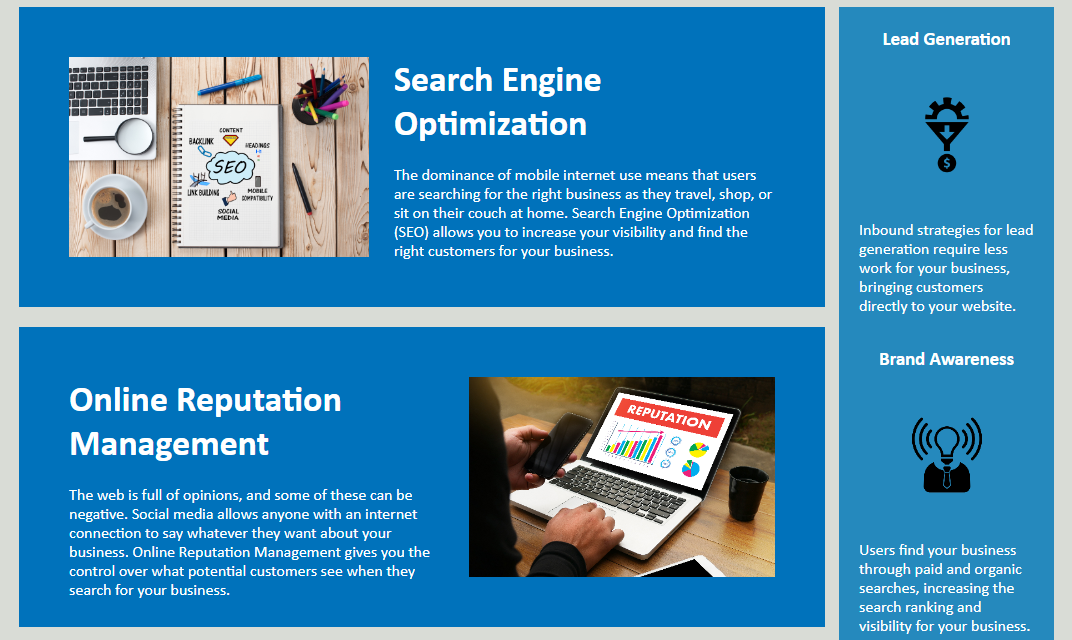 Search Engine
Optimization
The dominance of mobile internet use means that users
are searching for the right business as they travel, shop, or
sit on their couch at home. Search Engine Optimization
(SEO) allows you to increase your visibility and find the
right customers for your business.
CONTENT
BACKLINK
HEADINGS
SEO
LINK BUILDING
MOBILE
COMPATIBILITY
SOCIAL
MEDIA
Online Reputation
Management
The web is full of opinions, and some of these can be
negative. Social media allows anyone with an internet
connection to say whatever they want about your
business. Online Reputation Management gives you the
control over what potential customers see when they
search for your business.
REPUTATION
Lead Generation
$
Inbound strategies for lead
generation require less
work for your business,
bringing customers
directly to your website.
Brand Awareness
Users find your business
through paid and organic
searches, increasing the
search ranking and
visibility for your business.